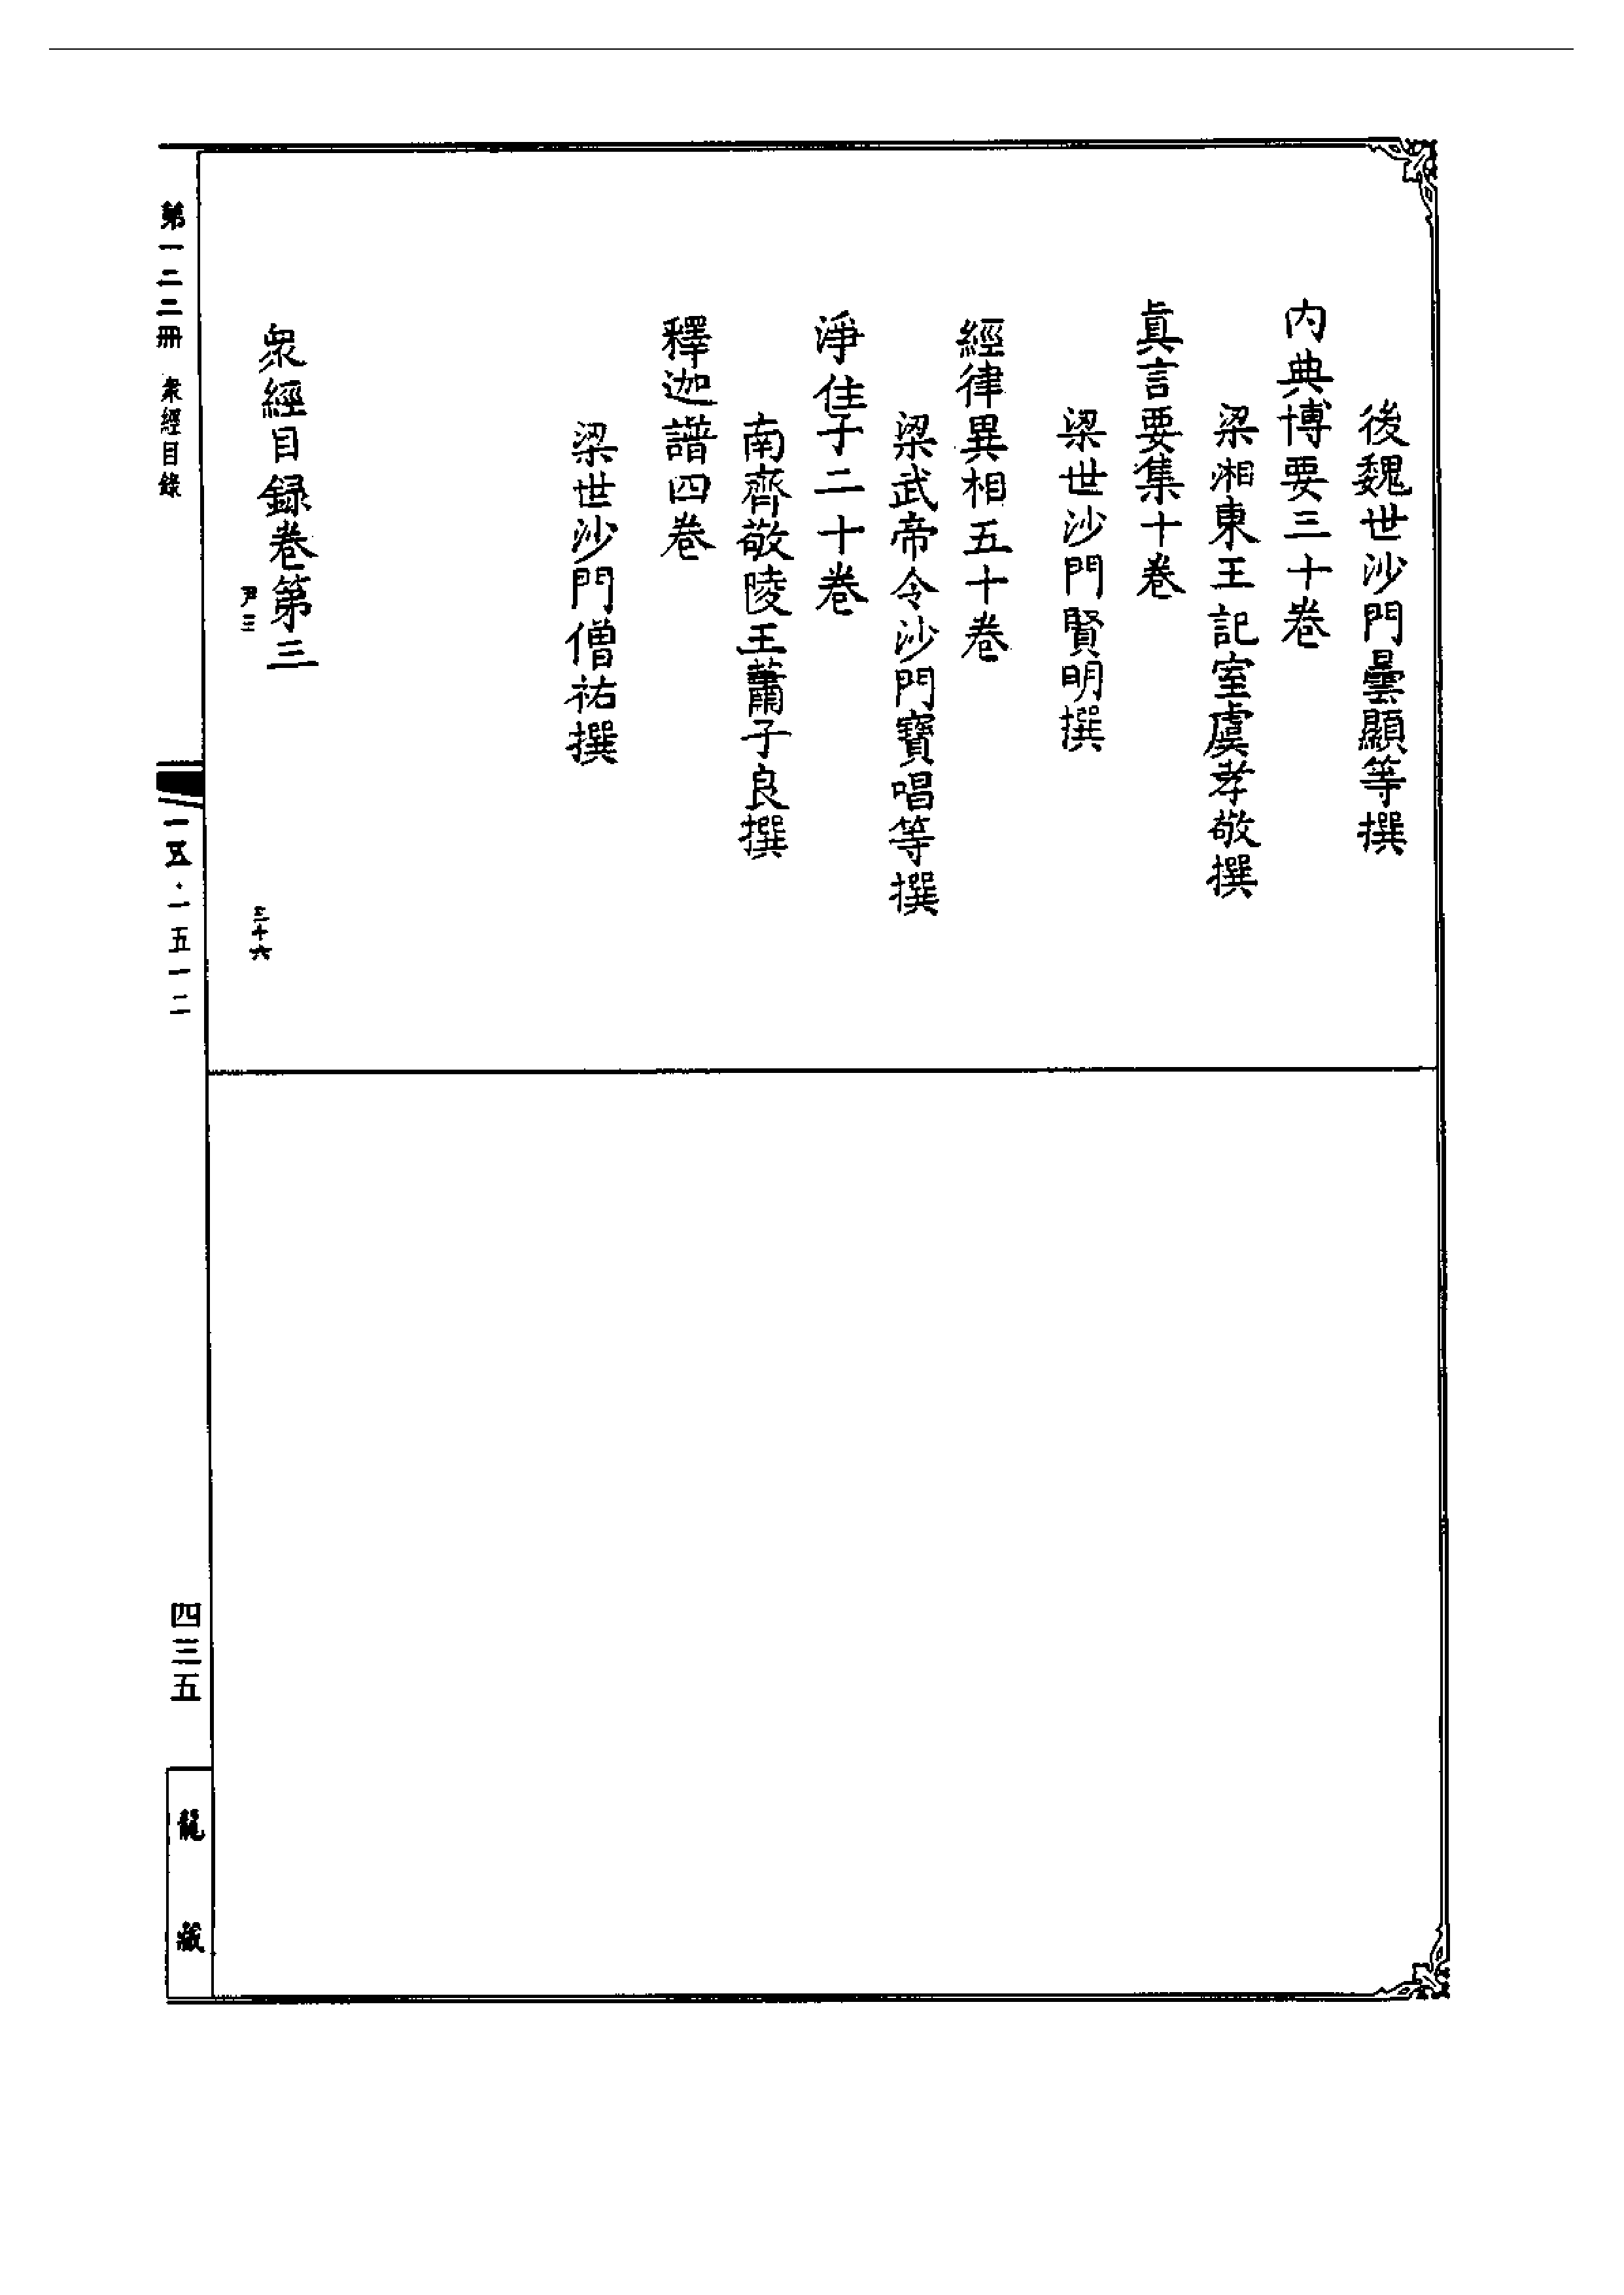 後魏世沙門曇顯等撰
内典博要三十卷
梁湘東王記室虞孝敬撰
眞言要集十卷
梁世沙門賢明撰
經律異相五十卷
梁武帝令沙門寶唱等撰
淨住子二十卷
南齊敬陵王蕭子良撰
釋迦譜四卷
梁世沙門僧祐撰
衆經目録卷第三
尹三
三十六
第一二二冊 衆經目錄
一五五·一五一二
四三五
龍藏